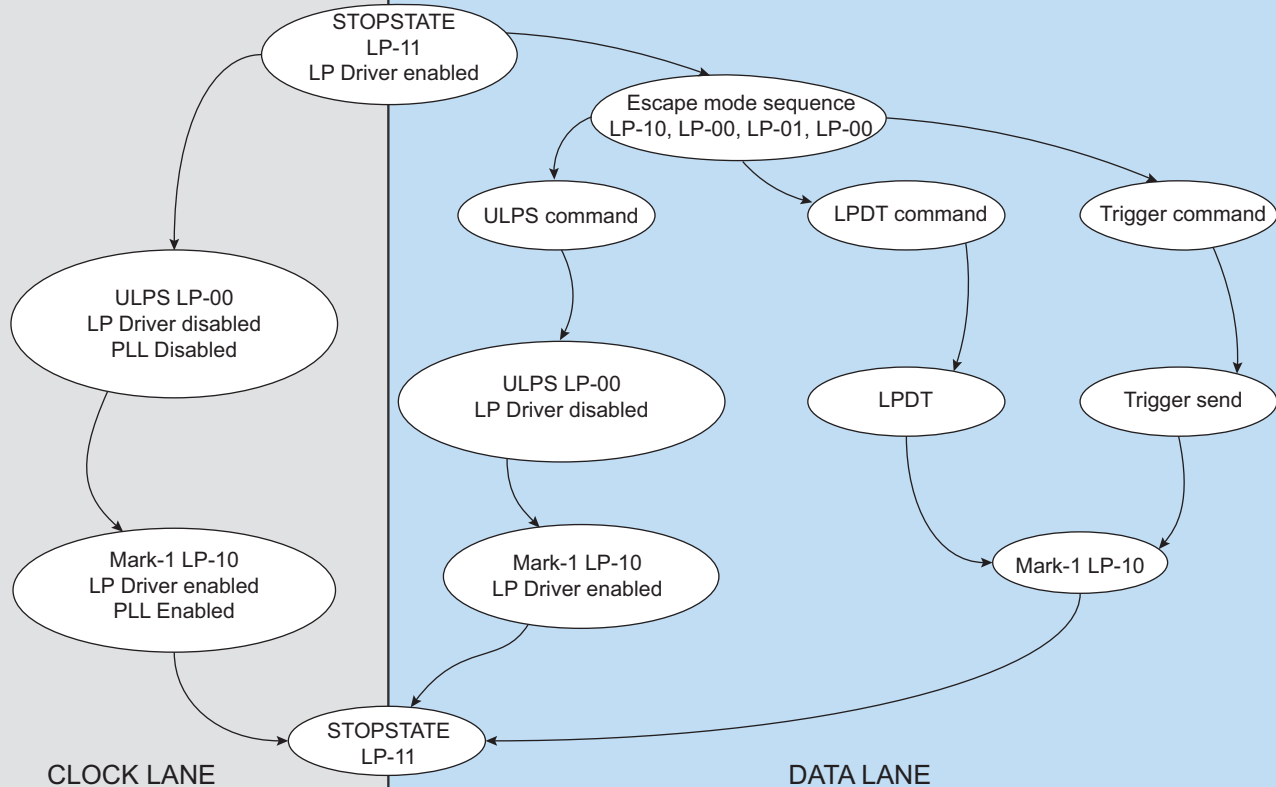 STOPSTATE
LP-11
LP Driver enabled
Escape mode sequence
LP-10, LP-00, LP-01, LP-00
ULPS command
LPDT command
Trigger command
ULPS LP-00
LP Driver disabled
PLL Disabled
ULPS LP-00
LP Driver disabled
LPDT
Trigger send
Mark-1 LP-10
LP Driver enabled
PLL Enabled
Mark-1 LP-10
LP Driver enabled
Mark-1 LP-10
STOPSTATE
LP-11
CLOCK LANE
DATA LANE